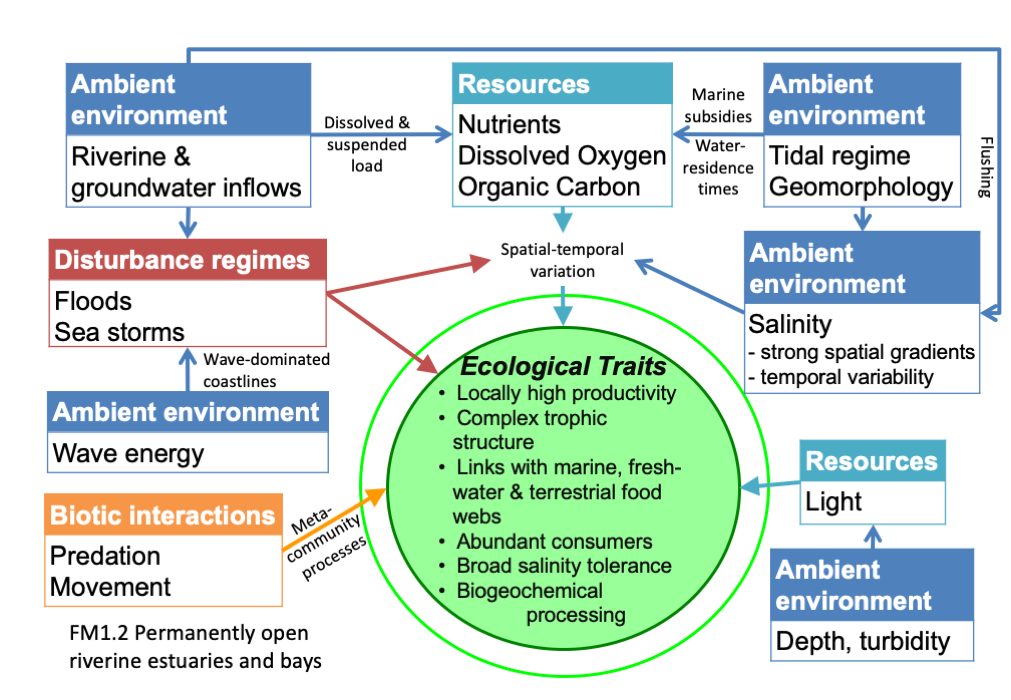 Ambient
environment
Riverine &
groundwater inflows
Dissolved &
suspended
load
Resources
Nutrients
Dissolved Oxygen
Organic Carbon
Marine
subsidies
Water-
residence
times
Ambient
environment
Tidal regime
Geomorphology
Flushing
Disturbance regimes
Floods
Sea storms
Spatial-temporal
variation
Ambient
environment
Salinity
- strong spatial gradients
- temporal variability
Wave-dominated
coastlines
Ambient environment
Wave energy
Ecological Traits
• Locally high productivity
• Complex trophic
structure
• Links with marine, fresh-
water & terrestrial food
webs
• Abundant consumers
• Broad salinity tolerance
• Biogeochemical
processing
Resources
Light
Biotic interactions
Predation
Movement
Meta-
community
processes
Ambient
environment
Depth, turbidity
FM1.2 Permanently open
riverine estuaries and bays